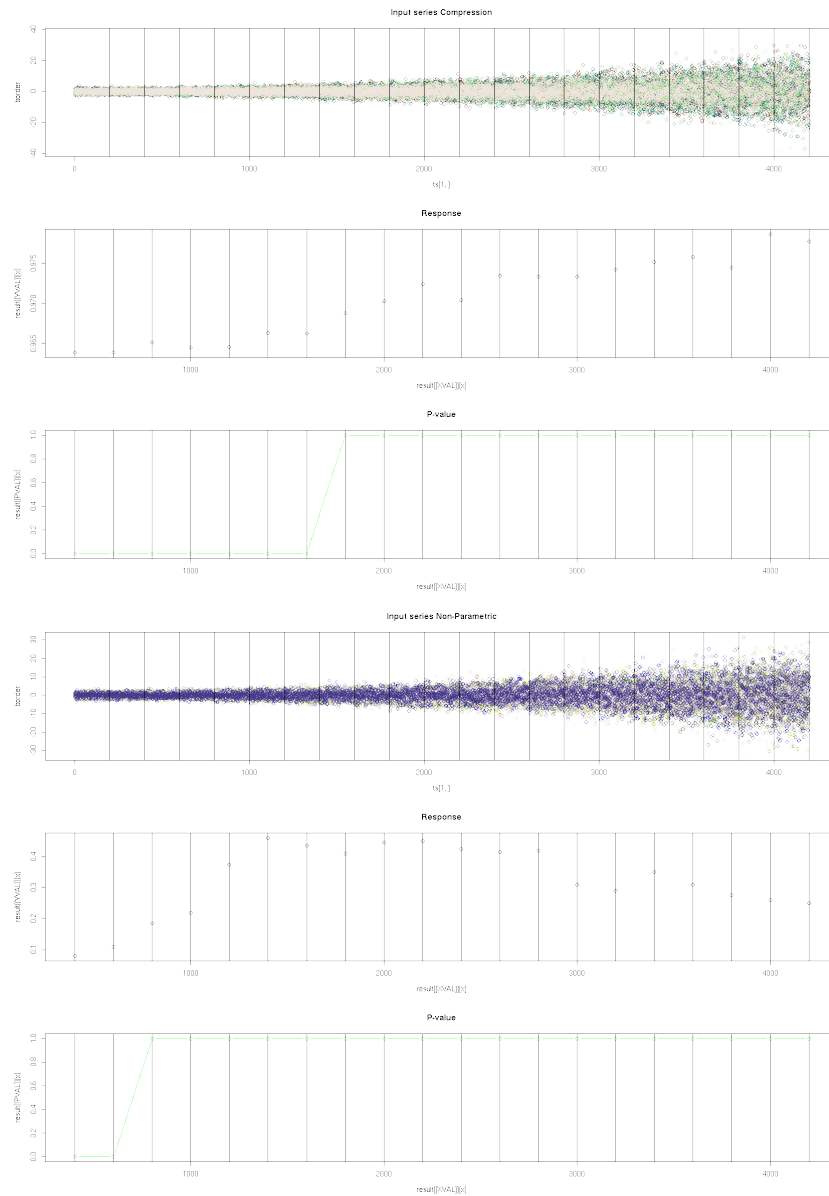 Input series Compression
40
20
0
-20
-40
border
0 1000 2000 3000 4000
ts[1, ]
Response
0.975
0.970
0.965
result[[YVAL]][x]
1000 2000 3000 4000
result[[XVAL]][x]
P-value
1.0
0.8
0.6
0.4
0.2
0.0
result[[PVAL]][x]
1000 2000 3000 4000
result[[XVAL]][x]
Input series Non-Parametric
30
20
10
0
-10
-20
-30
border
0 1000 2000 3000 4000
ts[1, ]
Response
0.4
0.3
0.2
0.1
result[[YVAL]][x]
1000 2000 3000 4000
result[[XVAL]][x]
P-value
1.0
0.8
0.6
0.4
0.2
0.0
result[[PVAL]][x]
1000 2000 3000 4000
result[[XVAL]][x]